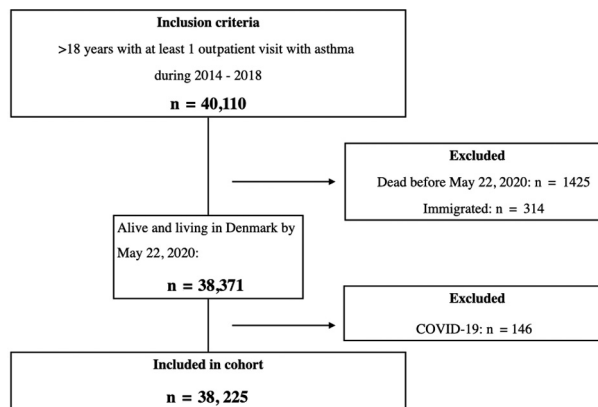 Inclusion criteria
>18 years with at least 1 outpatient visit with asthma
during 2014 - 2018
n = 40,110
Excluded
Dead before May 22, 2020: n = 1425
Immigrated: n = 314
Alive and living in Denmark by
May 22, 2020:
n = 38,371
Excluded
COVID-19: n = 146
Included in cohort
n = 38, 225